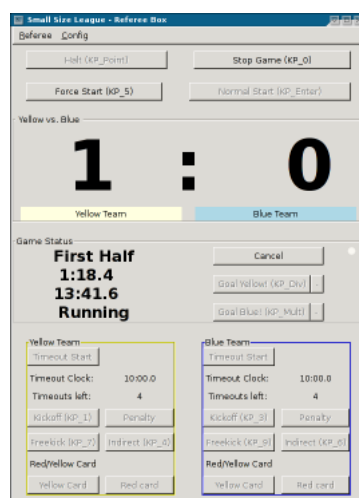 Small Size League - Referee Box
Referee Config
Halt (KP_Point) Stop Game (KP_0)
Force Start (KP_5) Normal Start (KP_Enter)
Yellow vs. Blue
1 : 0
Yellow Team Blue Team
Game Status
First Half
1:18.4
13:41.6
Running
Cancel
Goal Yellow! (KP_Div) -
Goal Blue! (KP_Mult) -
Yellow Team
Timeout Start
Timeout Clock: 10:00.0
Timeouts left: 4
Kickoff (KP_1) Penalty
Freekick (KP_7) Indirect (KP_4)
Red/Yellow Card
Yellow Card Red card
Blue Team
Timeout Start
Timeout Clock: 10:00.0
Timeouts left: 4
Kickoff (KP_3) Penalty
Freekick (KP_9) Indirect (KP_6)
Red/Yellow Card
Yellow Card Red card